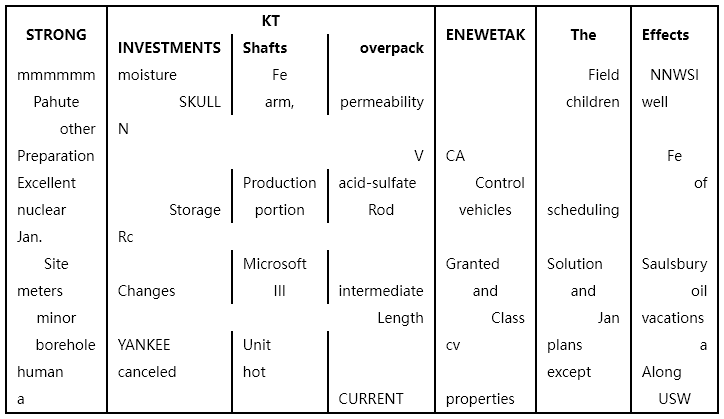 KT
STRONG INVESTMENTS Shafts overpack ENEWETAK The Effects
mmmmmm moisture Fe Field NNWSI
Pahute SKULL arm, permeability children well
other N
Preparation V CA Fe
Excellent Production acid-sulfate Control of
nuclear Storage portion Rod vehicles scheduling
Jan. Rc
Site Microsoft Granted Solution Saulsbury
meters Changes III intermediate and and oil
minor Length Class Jan vacations
borehole YANKEE Unit cv plans a
human canceled hot except Along
a CURRENT properties USW